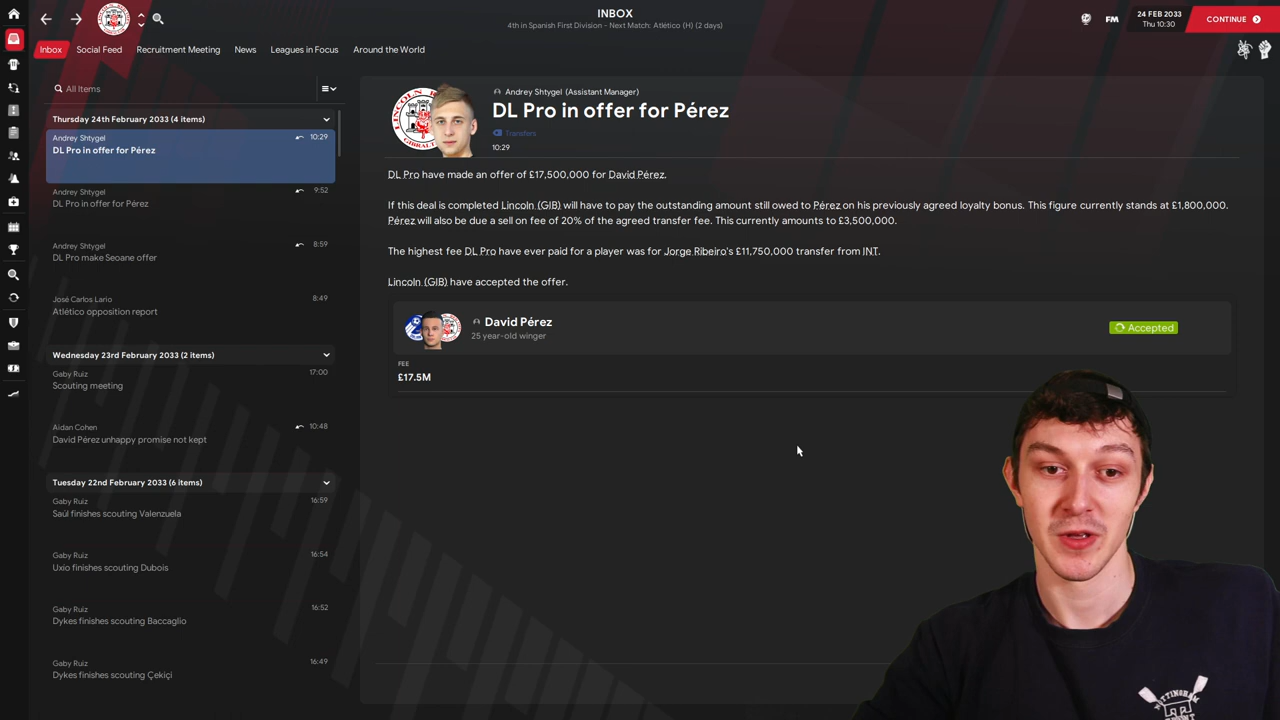 INBOX
4th in Spanish First Division - Next Match: Atlético (H) (2 days)
FM
24 FEB 2033
Thu 10:30
CONTINUE
Inbox
Social Feed
Recruitment Meeting
News
Leagues in Focus
Around the World
All Items
Thursday 24th February 2033 (4 items)
Andrey Shtygel
10:29
DL Pro in offer for Pérez
Andrey Shtygel
9:52
DL Pro in offer for Pérez
Andrey Shtygel
8:59
DL Pro make Seoane offer
José Carlos Lario
8:49
Atlético opposition report
Wednesday 23rd February 2033 (2 items)
Gaby Ruiz
17:00
Scouting meeting
Aidan Cohen
10:48
David Pérez unhappy promise not kept
Tuesday 22nd February 2033 (6 items)
Gaby Ruiz
16:59
Saúl finishes scouting Valenzuela
Gaby Ruiz
16:54
Uxio finishes scouting Dubois
Gaby Ruiz
16:52
Dykes finishes scouting Baccaglio
Gaby Ruiz
16:49
Dykes finishes scouting Çekiçi
Andrey Shtygel (Assistant Manager)
DL Pro in offer for Pérez
Transfers
10:29
DL Pro have made an offer of £17,500,000 for David Pérez.
If this deal is completed Lincoln (GIB) will have to pay the outstanding amount still owed to Pérez on his previously agreed loyalty bonus. This figure currently stands at £1,800,000.
Pérez will also be due a sell on fee of 20% of the agreed transfer fee. This currently amounts to £3,500,000.
The highest fee DL Pro have ever paid for a player was for Jorge Ribeiro's £11,750,000 transfer from INT.
Lincoln (GIB) have accepted the offer.
David Pérez
25 year-old winger
Accepted
FEE
£17.5M